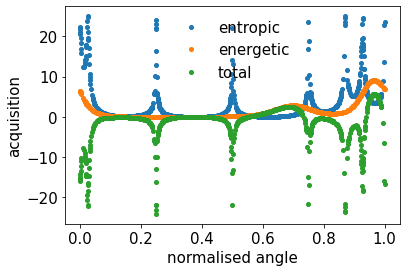 entropic
energetic
total
acquisition
20
10
0
−10
−20
0.0 0.2 0.4 0.6 0.8 1.0
normalised angle